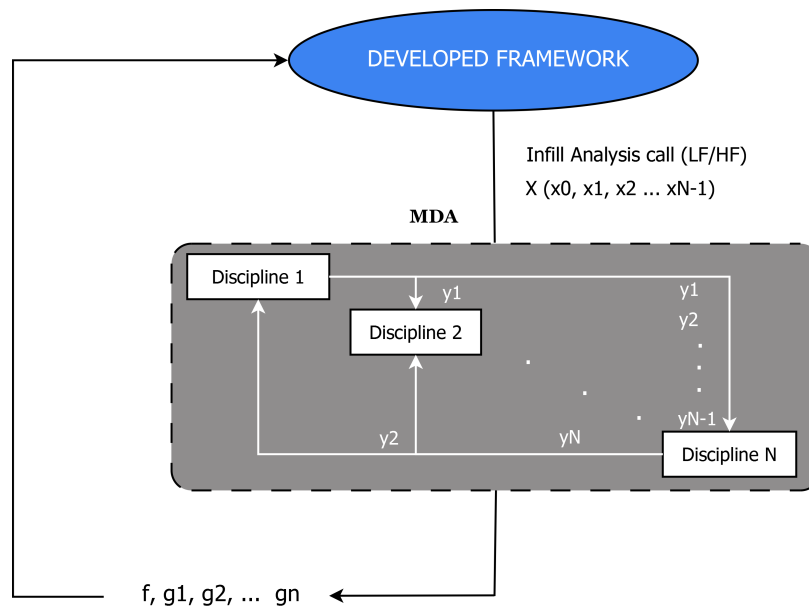 DEVELOPED FRAMEWORK
Infill Analysis call (LF/HF)
X (x0, x1, x2 ... xN-1)
MDA
Discipline 1
y1
y1
Discipline 2
y2
.
.
.
.
.
.
yN-1
y2
yN
Discipline N
f, g1, g2, ... gn